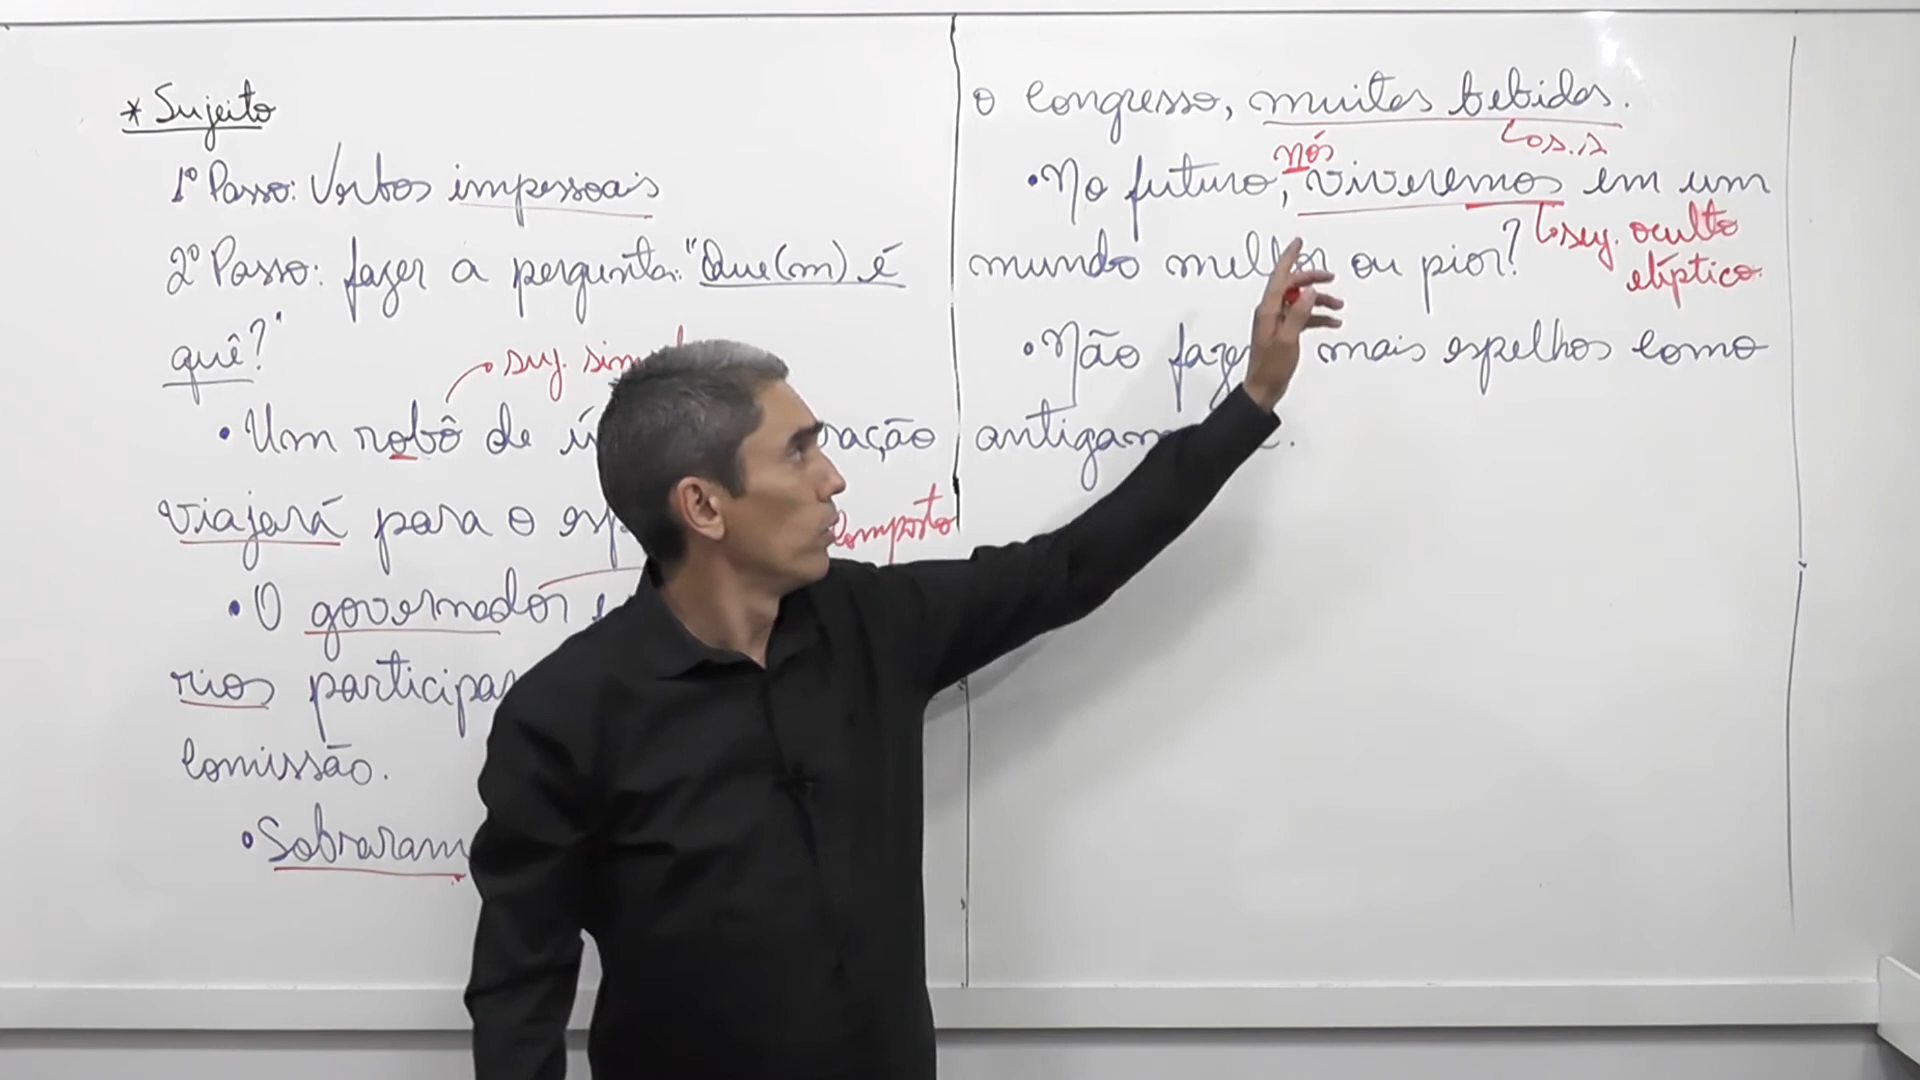 * Sujeito
1º Passo: Verbos impessoais
2º Passo: fazer a pergunta: "Que(m) é
quê?"
suj. sim
• Um robô de ração
viajará para o esp
composto
• O governador
rios participa
comissão.
• Sobraram
o congresso, muitas bebidas.
↳ s.s
nós
• No futuro, viveremos em um
↳ suj. oculto
mundo melhor ou pior?
elíptico.
• Não faze mais espelhos como
antigam .